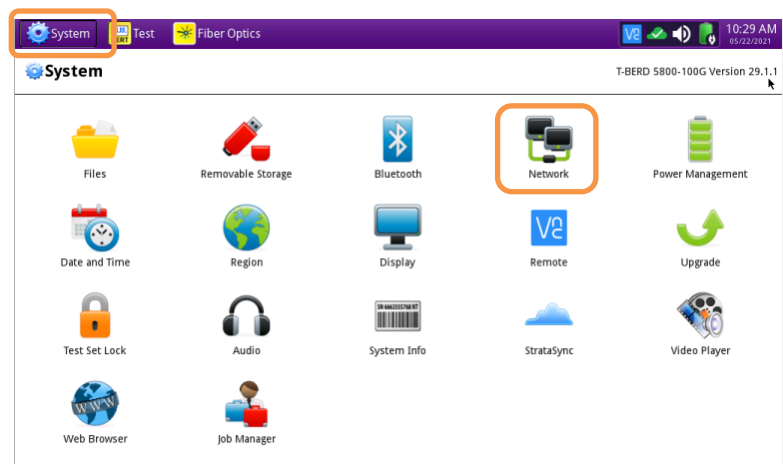 System Test Fiber Optics 10:29 AM
05/22/2021
System T-BERD 5800-100G Version 29.1.1
Files Removable Storage Bluetooth Network Power Management
Date and Time Region Display Remote Upgrade
Test Set Lock Audio System Info StrataSync Video Player
WWW
Web Browser Job Manager